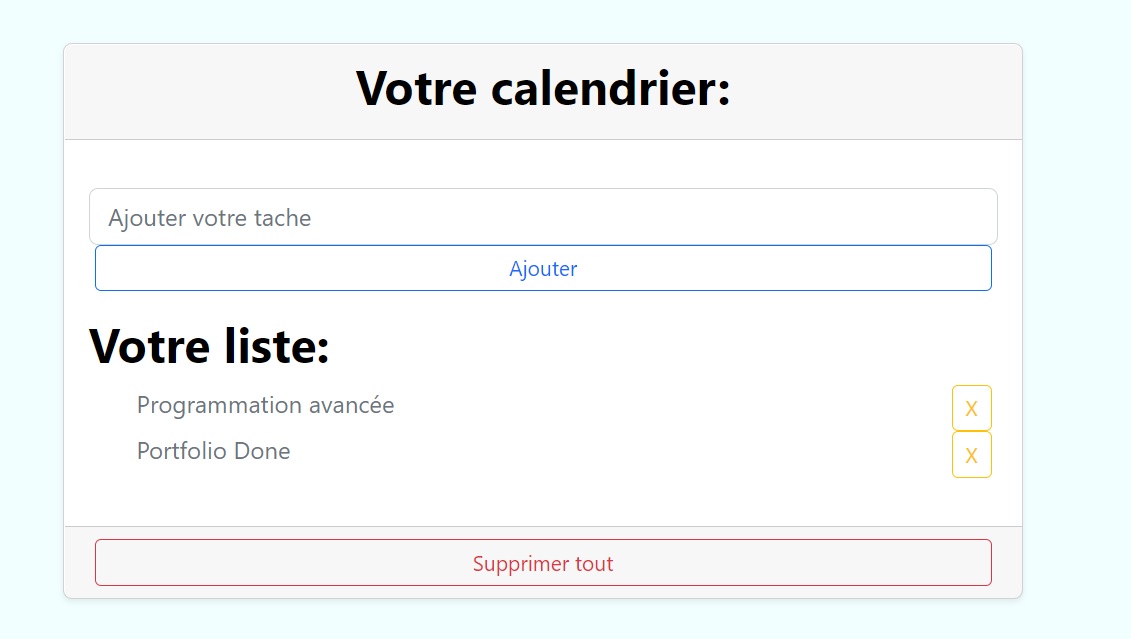 Votre calendrier:
Ajouter votre tache
Ajouter
Votre liste:
Programmation avancée
X
Portfolio Done
X
Supprimer tout